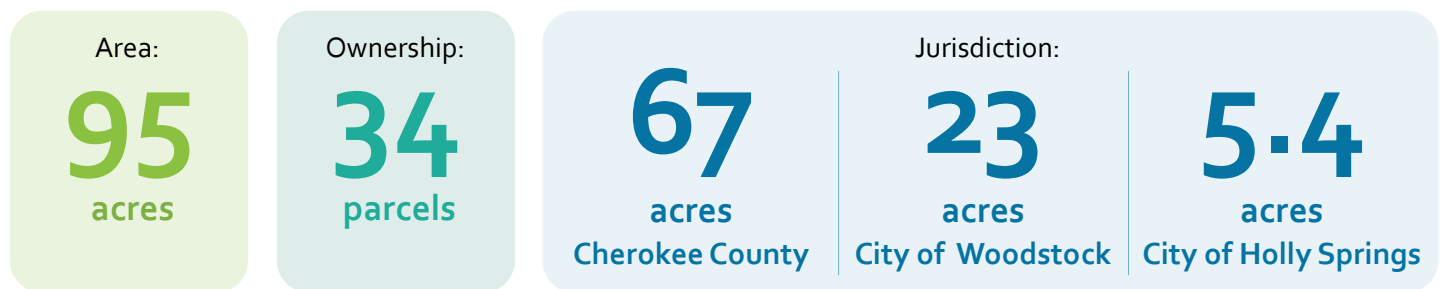 Area:
95
acres
Ownership:
34
parcels
Jurisdiction:
67
acres
Cherokee County
23
acres
City of Woodstock
5.4
acres
City of Holly Springs